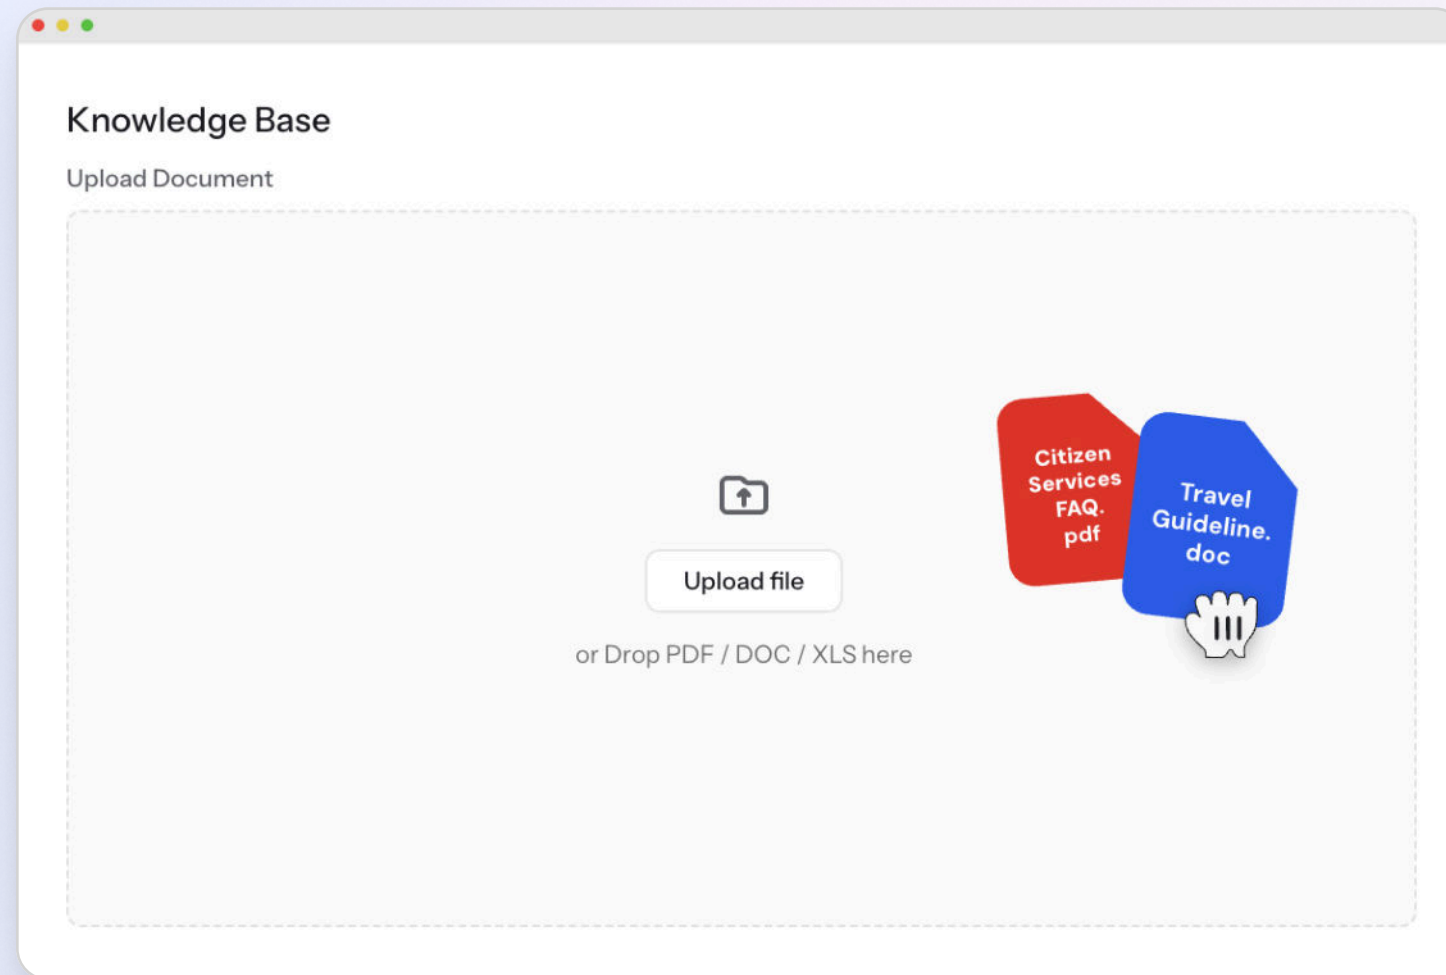 Knowledge Base
Upload Document
Upload file
or Drop PDF / DOC / XLS here
Citizen
Services
FAQ.
pdf
Travel
Guideline.
doc